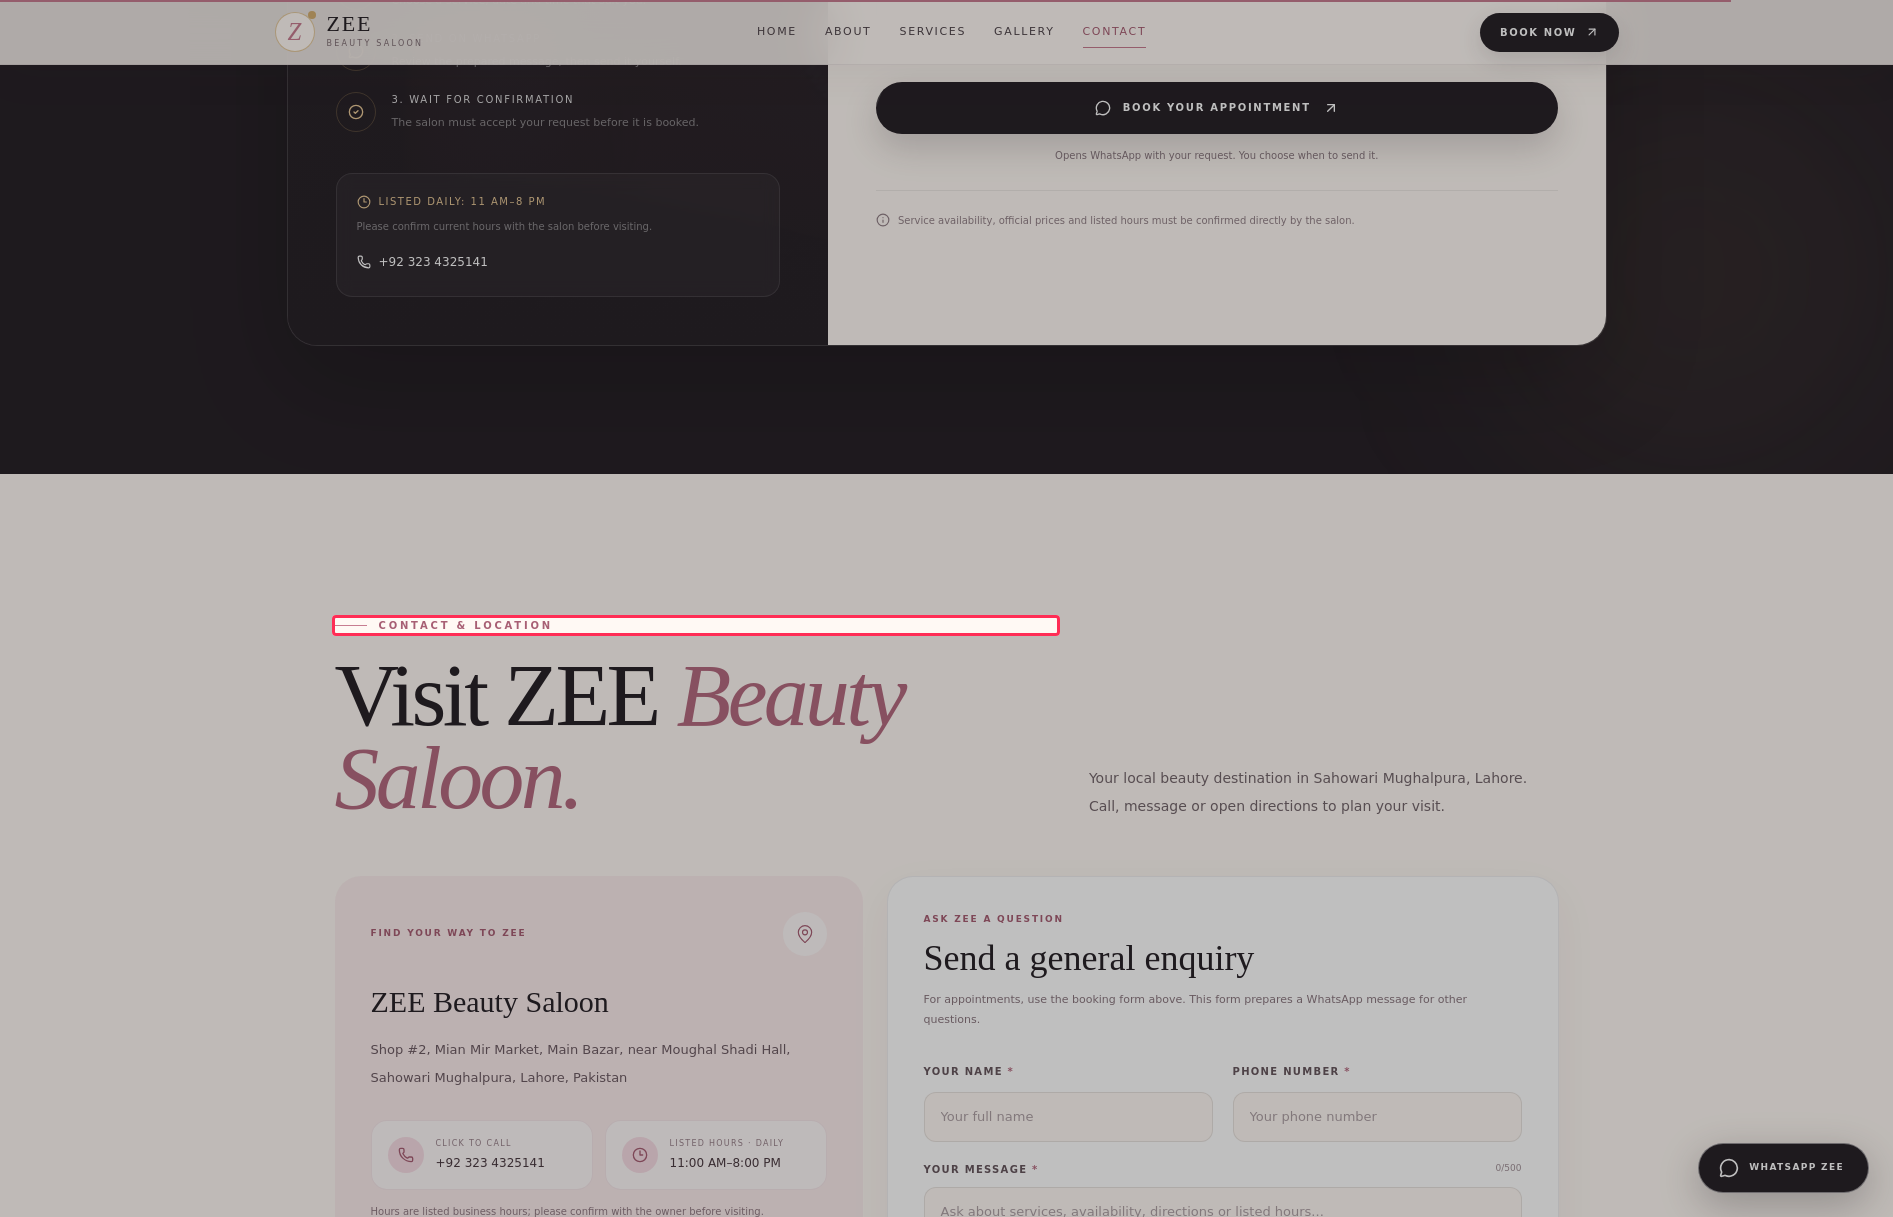 Z
ZEE
BEAUTY SALOON
HOME
ABOUT
SERVICES
GALLERY
CONTACT
BOOK NOW
3. WAIT FOR CONFIRMATION
The salon must accept your request before it is booked.
LISTED DAILY: 11 AM–8 PM
Please confirm current hours with the salon before visiting.
+92 323 4325141
BOOK YOUR APPOINTMENT
Opens WhatsApp with your request. You choose when to send it.
Service availability, official prices and listed hours must be confirmed directly by the salon.
CONTACT & LOCATION
Visit ZEE Beauty
Saloon.
Your local beauty destination in Sahowari Mughalpura, Lahore.
Call, message or open directions to plan your visit.
FIND YOUR WAY TO ZEE
ZEE Beauty Saloon
Shop #2, Mian Mir Market, Main Bazar, near Moughal Shadi Hall,
Sahowari Mughalpura, Lahore, Pakistan
CLICK TO CALL
+92 323 4325141
LISTED HOURS · DAILY
11:00 AM–8:00 PM
Hours are listed business hours; please confirm with the owner before visiting.
ASK ZEE A QUESTION
Send a general enquiry
For appointments, use the booking form above. This form prepares a WhatsApp message for other
questions.
YOUR NAME *
Your full name
PHONE NUMBER *
Your phone number
YOUR MESSAGE *
0/500
Ask about services, availability, directions or listed hours...
WHATSAPP ZEE